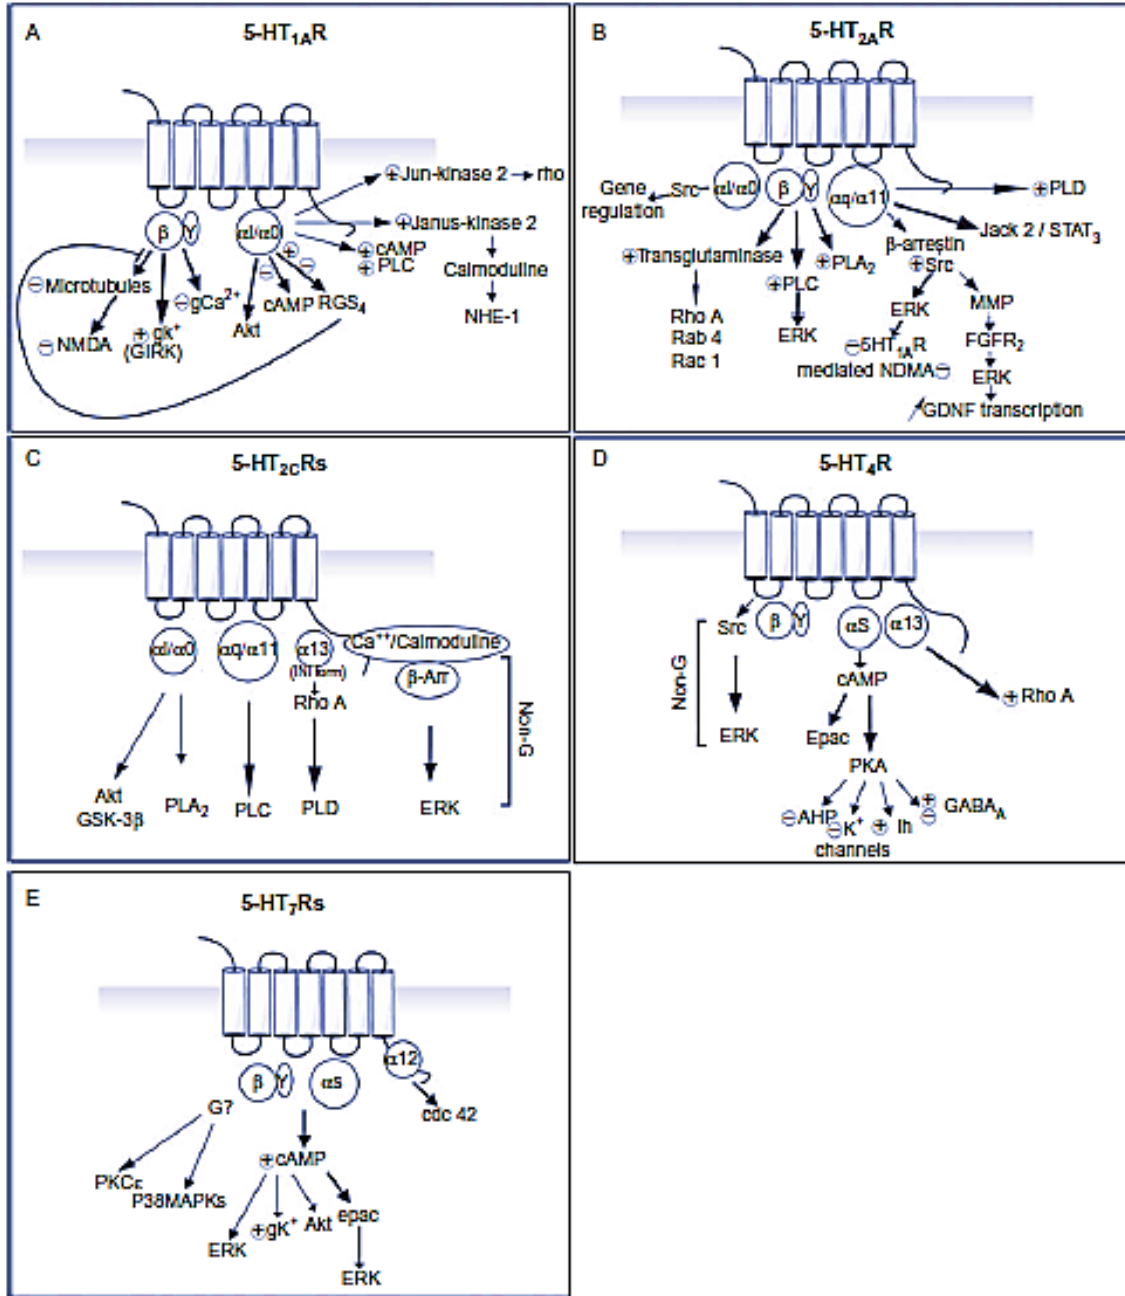 A
5-HT1AR
β γ
αI/α0
⊕Jun-kinase 2 → rho
⊕Janus-kinase 2
⊕cAMP
⊕PLC
Calmoduline
NHE-1
⊖Microtubules
⊖gCa2+
⊖ ⊕ ⊖
cAMP RGS4
Akt
⊖NMDA
⊕gk+
(GIRK)
B
5-HT2AR
Gene
regulation
Src
αI/α0
β γ
αq/α11
⊕PLD
Jack 2 / STAT3
β-arrestin
⊕Src
⊕Transglutaminase
⊕PLA2
⊕PLC
Rho A
Rab 4
Rac 1
ERK
ERK
MMP
⊖5HT1AR
mediated NDMA⊖
FGFR2
ERK
GDNF transcription
C
5-HT2CRs
αI/α0
αq/α11
α13
(INI form)
Rho A
Ca++/Calmoduline
β-Arr
Non-G
Akt
GSK-3β
PLA2
PLC
PLD
ERK
D
5-HT4R
Src
β γ
αS
α13
Non-G
ERK
cAMP
⊕Rho A
Epac
PKA
⊖AHP
⊖K+
channels
⊕ Ih
⊕
⊖
GABAA
E
5-HT7Rs
β γ
αs
α12
cdc 42
G?
PKCε
P38MAPKs
⊕cAMP
ERK
⊕gK+
Akt
epac
ERK